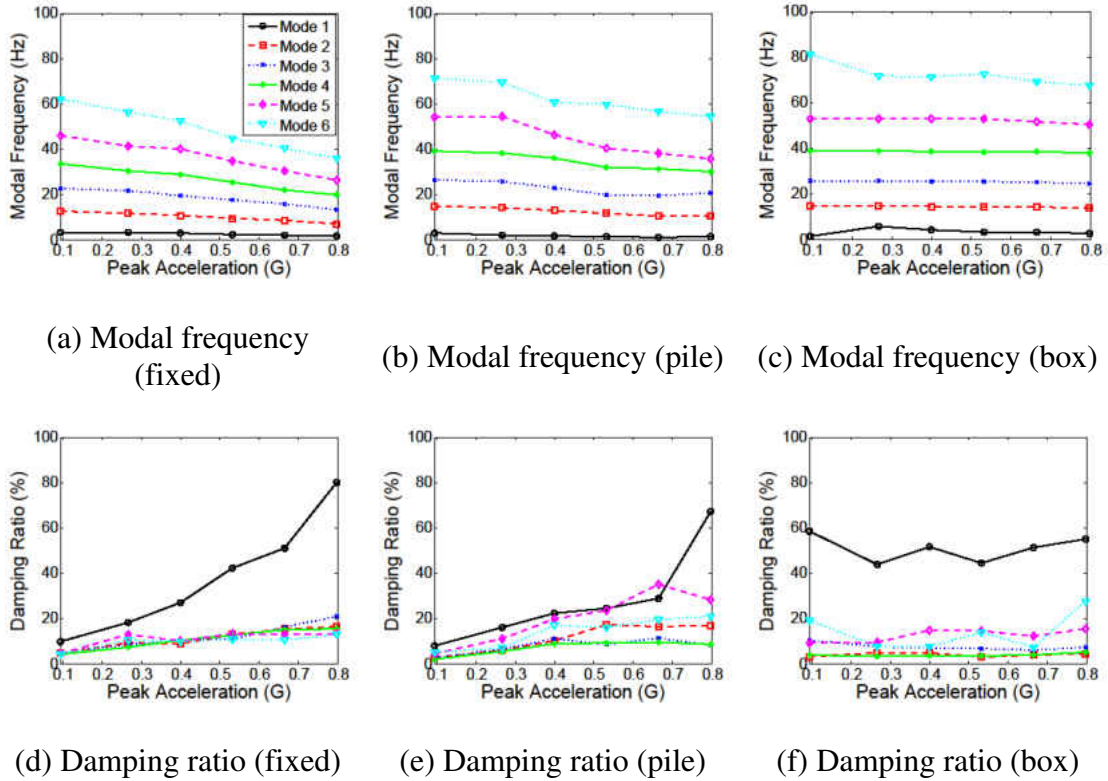 100
80
60
40
20
0
Modal Frequency (Hz)
0.1 0.2 0.3 0.4 0.5 0.6 0.7 0.8
Peak Acceleration (G)
Mode 1
Mode 2
Mode 3
Mode 4
Mode 5
Mode 6
(a) Modal frequency
(fixed)
100
80
60
40
20
0
Modal Frequency (Hz)
0.1 0.2 0.3 0.4 0.5 0.6 0.7 0.8
Peak Acceleration (G)
(b) Modal frequency (pile)
100
80
60
40
20
0
Modal Frequency (Hz)
0.1 0.2 0.3 0.4 0.5 0.6 0.7 0.8
Peak Acceleration (G)
(c) Modal frequency (box)
100
80
60
40
20
0
Damping Ratio (%)
0.1 0.2 0.3 0.4 0.5 0.6 0.7 0.8
Peak Acceleration (G)
(d) Damping ratio (fixed)
100
80
60
40
20
0
Damping Ratio (%)
0.1 0.2 0.3 0.4 0.5 0.6 0.7 0.8
Peak Acceleration (G)
(e) Damping ratio (pile)
100
80
60
40
20
0
Damping Ratio (%)
0.1 0.2 0.3 0.4 0.5 0.6 0.7 0.8
Peak Acceleration (G)
(f) Damping ratio (box)